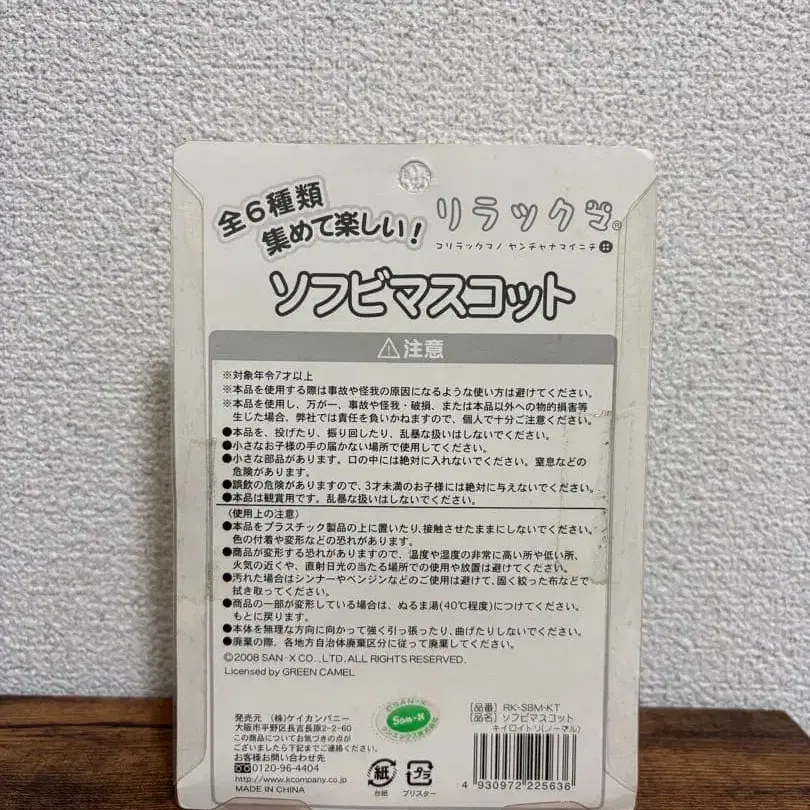 全6種類
集めて楽しい!
リラックマ®
コリラックマノ ヤンチャナマイニチ
ソフビマスコット
⚠注意
※対象年令7才以上
※本品を使用する際は事故や怪我の原因になるような使い方は避けてください。
※本品を使用し、万が一、事故や怪我・破損、または本品以外への物的損害等
生じた場合、弊社では責任を負いかねますので、個人で十分ご注意ください。
●本品を、投げたり、振り回したり、乱暴な扱いはしないでください。
●小さなお子様の手の届かない場所で使用してください。
●小さい部品があります。口の中には絶対に入れないでください。窒息などの
危険があります。
●誤飲の危険がありますので、3才未満のお子様には絶対に与えないでください。
●本品は観賞用です。乱暴な扱いはしないでください。
〈使用上の注意〉
●本品をプラスチック製品の上に置いたり、接触させたままにしないでください。
色の付着や変形などの恐れがあります。
●商品が変形する恐れがありますので、温度や湿度の非常に高い所や低い所、
火気の近くや、直射日光の当たる場所での使用や放置は避けてください。
●汚れた場合はシンナーやベンジンなどのご使用は避けて、固く絞った布などで
拭き取ってください。
●商品の一部が変形している場合は、ぬるま湯(40℃程度)につけてください。
もとに戻ります。
●本体を無理な方向に向かって強く引っ張ったり、曲げたりしないでください。
●廃棄の際、各地方自治体廃棄区分に従って廃棄してください。
©2008 SAN-X CO., LTD. ALL RIGHTS RESERVED.
Licensed by GREEN CAMEL
発売元 (株)ケイカンパニー
大阪市平野区長吉長原2-2-60
この商品についてお気づきの点が
ございましたら下記までご連絡ください。
お客様お問い合わせ先
0120-96-4404
http://www.kcompany.co.jp
MADE IN CHINA
©SAN-X
San-X
紙
台紙
プラ
ブリスター
品番 RK-SBM-KT
品名 ソフビマスコット
キイロイトリ(ノーマル)
4 930972 225636